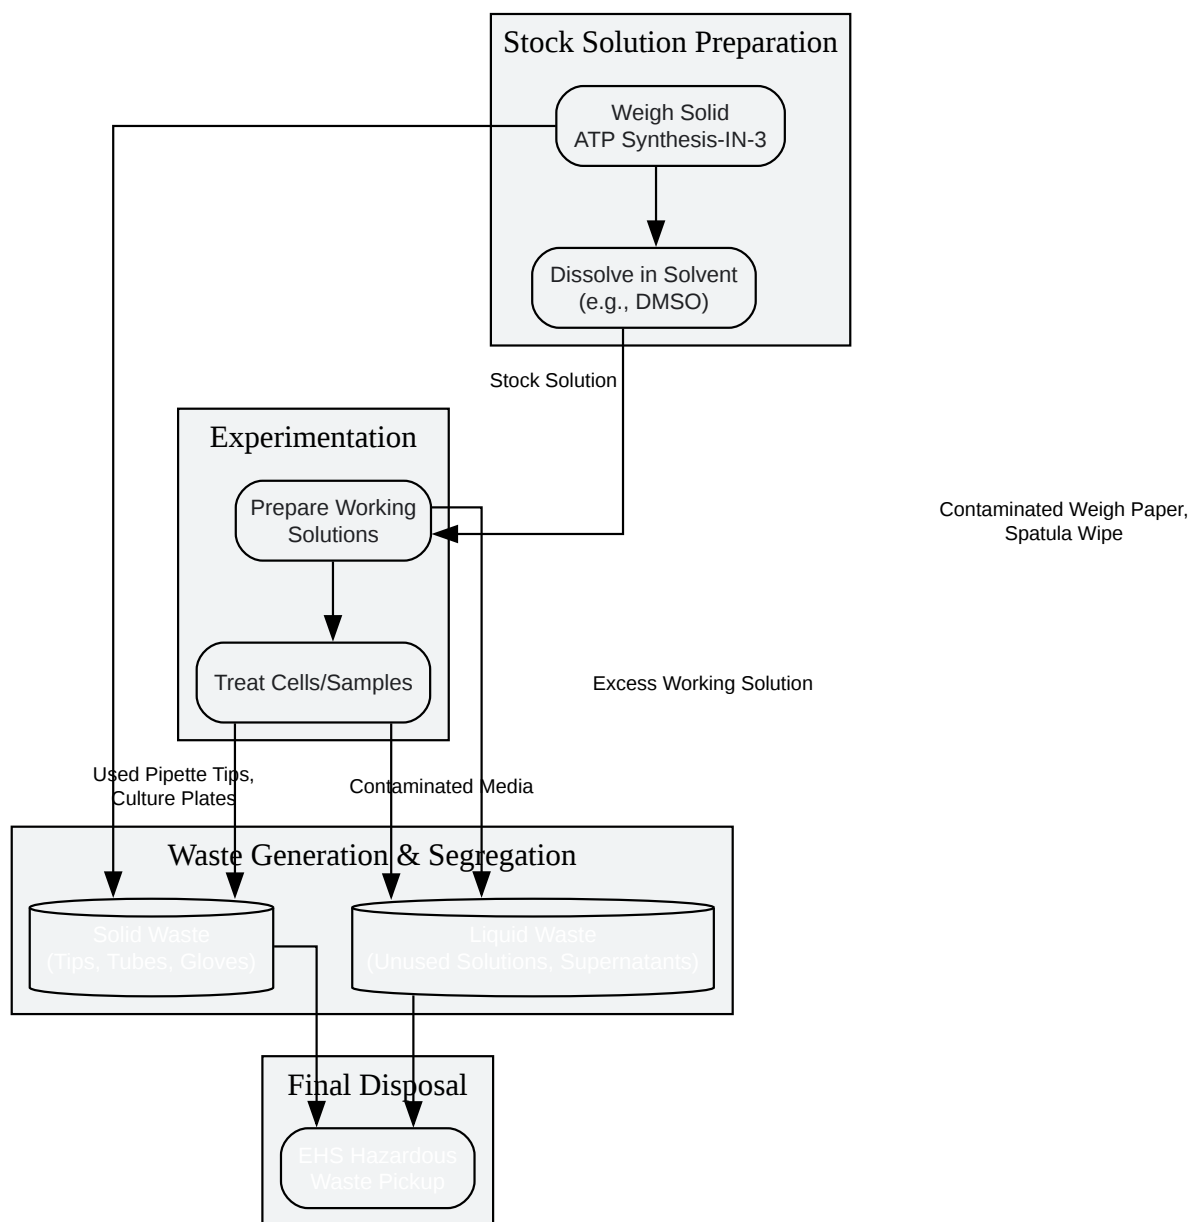 Stock Solution Preparation
Weigh Solid
ATP Synthesis-IN-3
Dissolve in Solvent
(e.g., DMSO)
Stock Solution
Experimentation
Prepare Working
Solutions
Contaminated Weigh Paper,
Spatula Wipe
Treat Cells/Samples
Excess Working Solution
Used Pipette Tips,
Culture Plates
Contaminated Media
Waste Generation & Segregation
Solid Waste
(Tips, Tubes, Gloves)
Liquid Waste
(Unused Solutions, Supernatants)
Final Disposal
EHS Hazardous
Waste Pickup